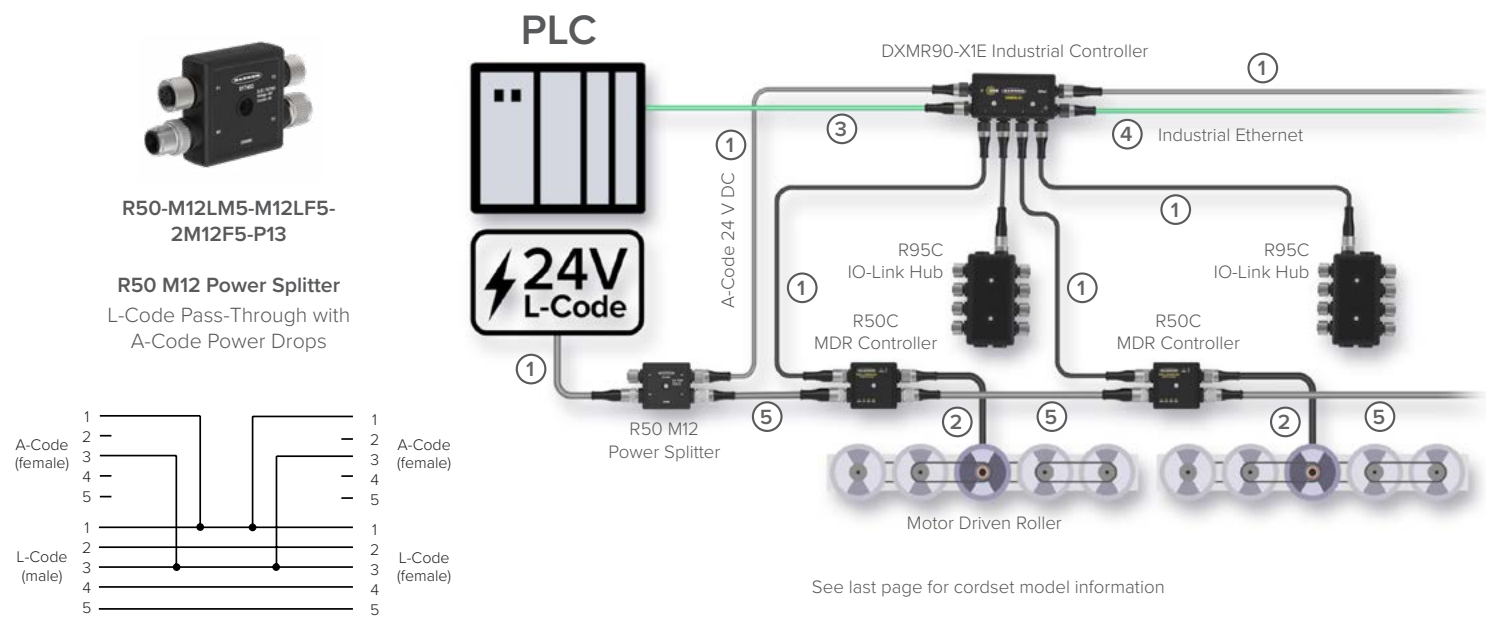 R50-M12LM5-M12LF5-
2M12F5-P13
R50 M12 Power Splitter
L-Code Pass-Through with
A-Code Power Drops
A-Code
(female)
1
2
3
4
5
L-Code
(male)
1
2
3
4
5
1
2
3
4
5
A-Code
(female)
1
2
3
4
5
L-Code
(female)
PLC
24V
L-Code
DXMR90-X1E Industrial Controller
1
3
1
A-Code 24 V DC
4
Industrial Ethernet
1
R95C
IO-Link Hub
R95C
IO-Link Hub
1
1
R50C
MDR Controller
R50C
MDR Controller
1
R50 M12
Power Splitter
5
2
5
2
5
Motor Driven Roller
See last page for cordset model information